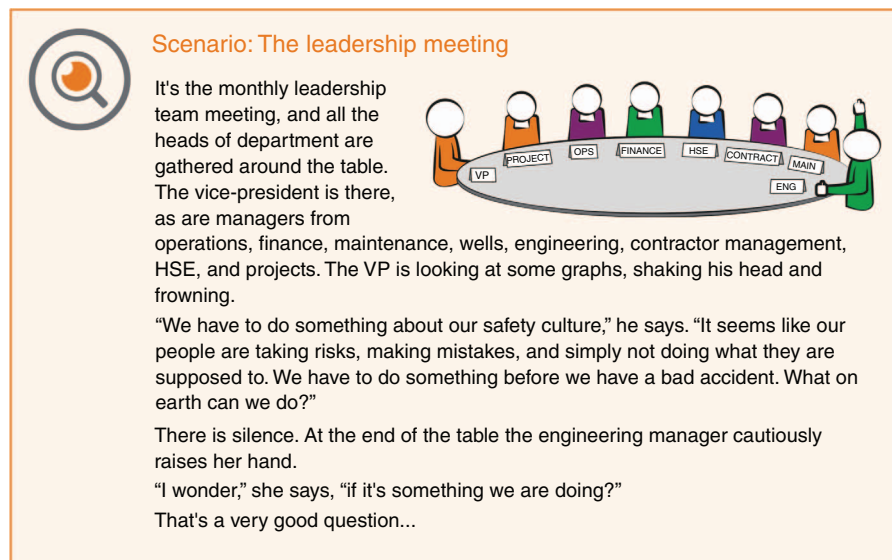 Scenario: The leadership meeting
It's the monthly leadership
team meeting, and all the
heads of department are
gathered around the table.
The vice-president is there,
as are managers from
operations, finance, maintenance, wells, engineering, contractor management,
HSE, and projects. The VP is looking at some graphs, shaking his head and
frowning.
VP
PROJECT
OPS
FINANCE
HSE
CONTRACT
MAIN
ENG
“We have to do something about our safety culture,” he says. “It seems like our
people are taking risks, making mistakes, and simply not doing what they are
supposed to. We have to do something before we have a bad accident. What on
earth can we do?”
There is silence. At the end of the table the engineering manager cautiously
raises her hand.
“I wonder,” she says, “if it's something we are doing?”
That's a very good question...